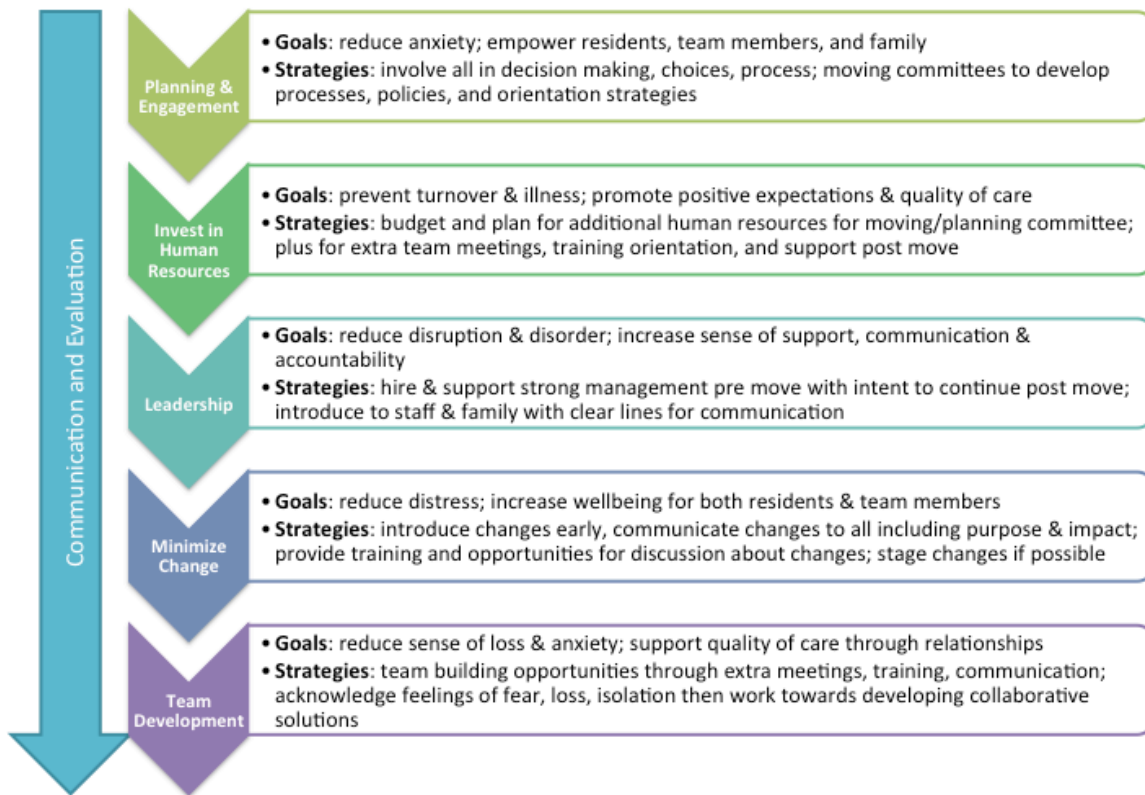 Communication and Evaluation
Planning &
Engagement
• Goals: reduce anxiety; empower residents, team members, and family
• Strategies: involve all in decision making, choices, process; moving committees to develop
processes, policies, and orientation strategies
Invest in
Human
Resources
• Goals: prevent turnover & illness; promote positive expectations & quality of care
• Strategies: budget and plan for additional human resources for moving/planning committee;
plus for extra team meetings, training orientation, and support post move
Leadership
• Goals: reduce disruption & disorder; increase sense of support, communication &
accountability
• Strategies: hire & support strong management pre move with intent to continue post move;
introduce to staff & family with clear lines for communication
Minimize
Change
• Goals: reduce distress; increase wellbeing for both residents & team members
• Strategies: introduce changes early, communicate changes to all including purpose & impact;
provide training and opportunities for discussion about changes; stage changes if possible
Team
Development
• Goals: reduce sense of loss & anxiety; support quality of care through relationships
• Strategies: team building opportunities through extra meetings, training, communication;
acknowledge feelings of fear, loss, isolation then work towards developing collaborative
solutions